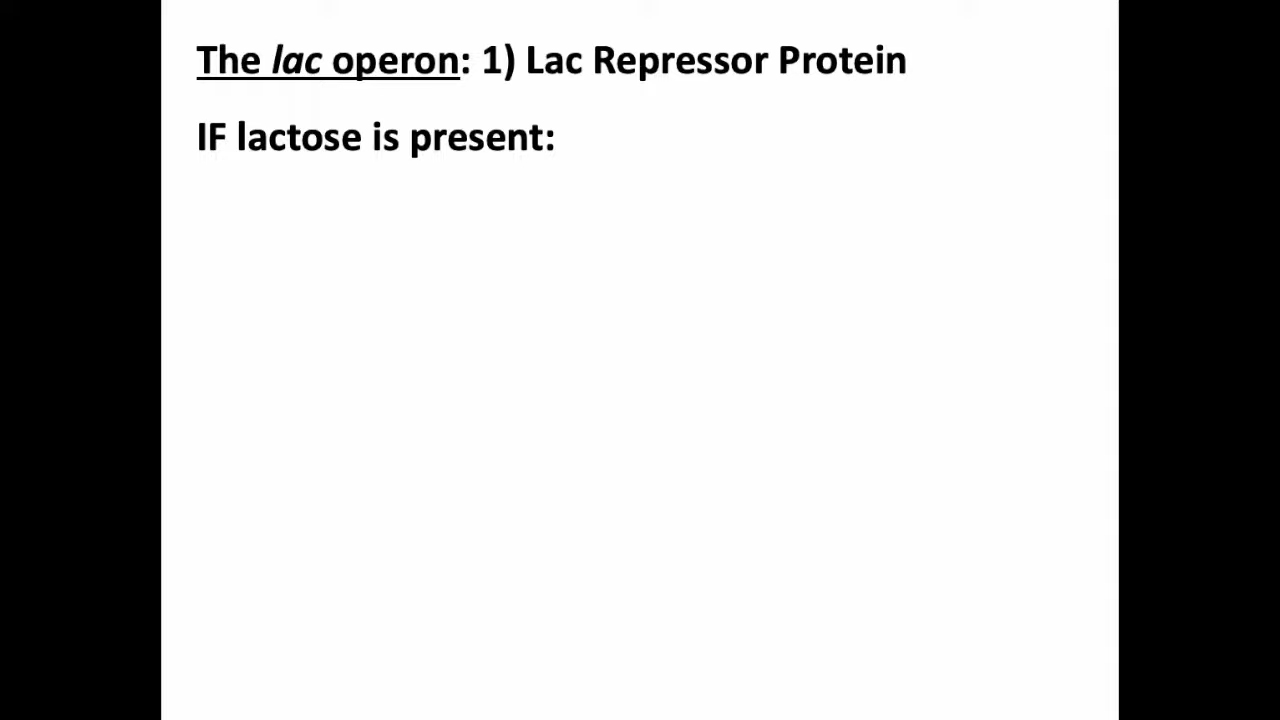 The lac operon: 1) Lac Repressor Protein
IF lactose is present: